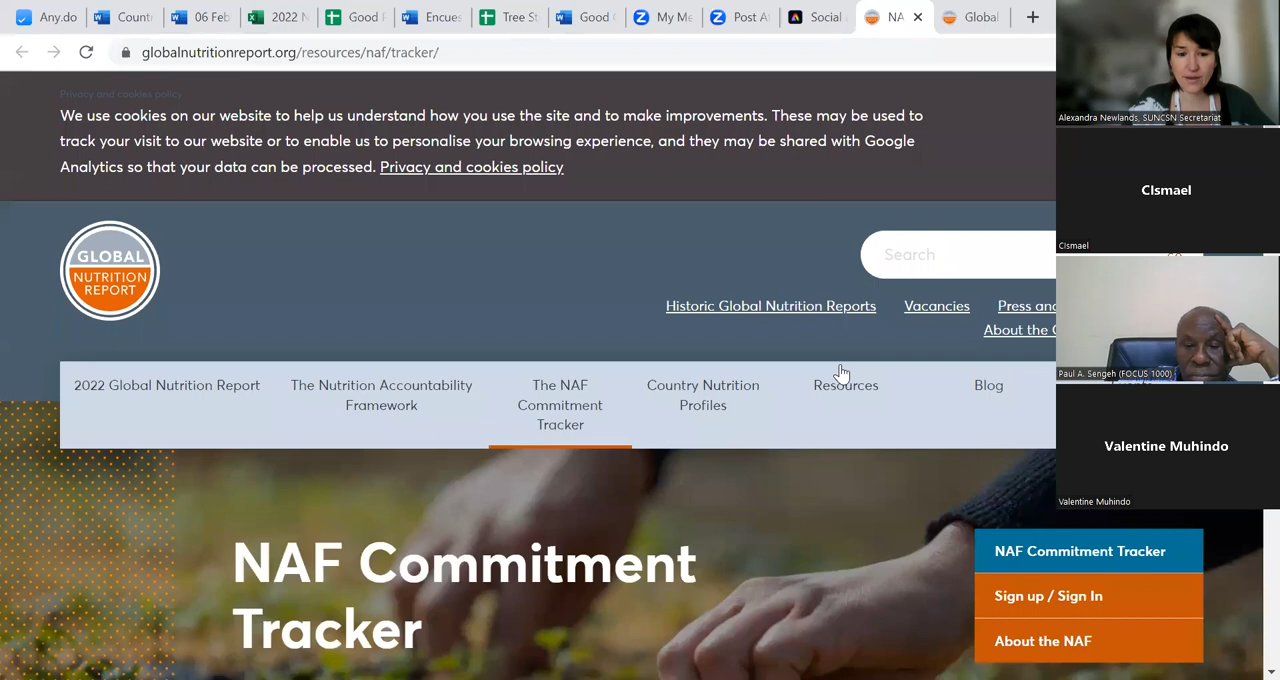 Any.do
Count
06 Feb
2022 N
Good
Encues
Tree St
Good
My Me
Post A
Social
NA
Global
globalnutritionreport.org/resources/naf/tracker/
Privacy and cookies policy
We use cookies on our website to help us understand how you use the site and to make improvements. These may be used to
track your visit to our website or to enable us to personalise your browsing experience, and they may be shared with Google
Analytics so that your data can be processed. Privacy and cookies policy
GLOBAL
NUTRITION
REPORT
Search
Historic Global Nutrition Reports
Vacancies
Press and
About the
2022 Global Nutrition Report
The Nutrition Accountability
Framework
The NAF
Commitment
Tracker
Country Nutrition
Profiles
Resources
Blog
NAF Commitment
Tracker
NAF Commitment Tracker
Sign up / Sign In
About the NAF
Alexandra Newlands, SUNCSN Secretariat
CIsmael
CIsmael
Paul A. Sengeh (FOCUS 1000)
Valentine Muhindo
Valentine Muhindo